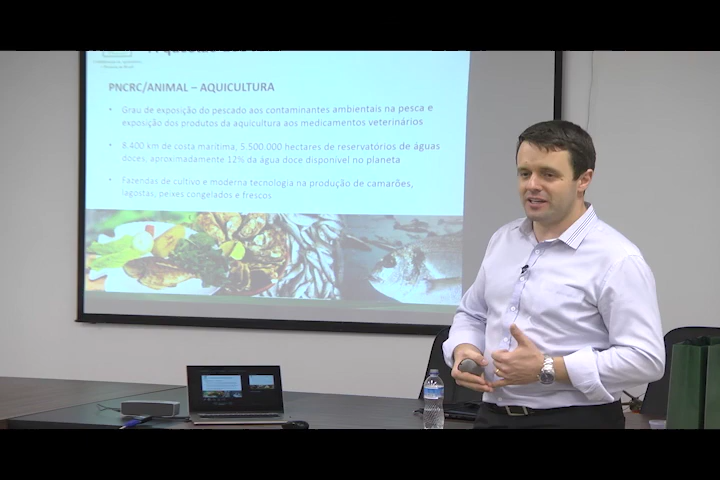 PNCRC/ANIMAL – AQUICULTURA
• Grau de exposição do pescado aos contaminantes ambientais na pesca e
exposição dos produtos da aquicultura aos medicamentos veterinários
• 8.400 km de costa marítima, 5.500.000 hectares de reservatórios de águas
doces, aproximadamente 12% da água doce disponível no planeta
• Fazendas de cultivo e moderna tecnologia na produção de camarões,
lagostas, peixes congelados e frescos.